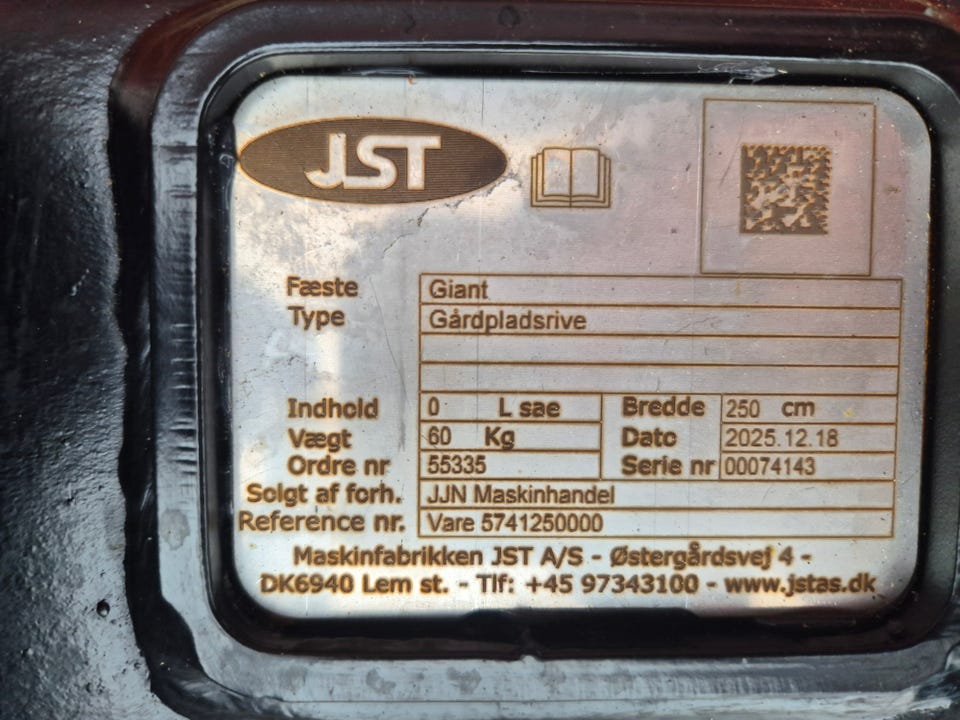 JST
Fæste Giant
Type Gårdpladsrive
Indhold 0 L sae Bredde 250 cm
Vægt 60 Kg Dato 2025.12.18
Ordre nr 55335 Serie nr 00074143
Solgt af forh. JJN Maskinhandel
Reference nr. Vare 5741250000
Maskinfabrikken JST A/S - Østergårdsvej 4 -
DK6940 Lem st. - Tlf: +45 97343100 - www.jstas.dk